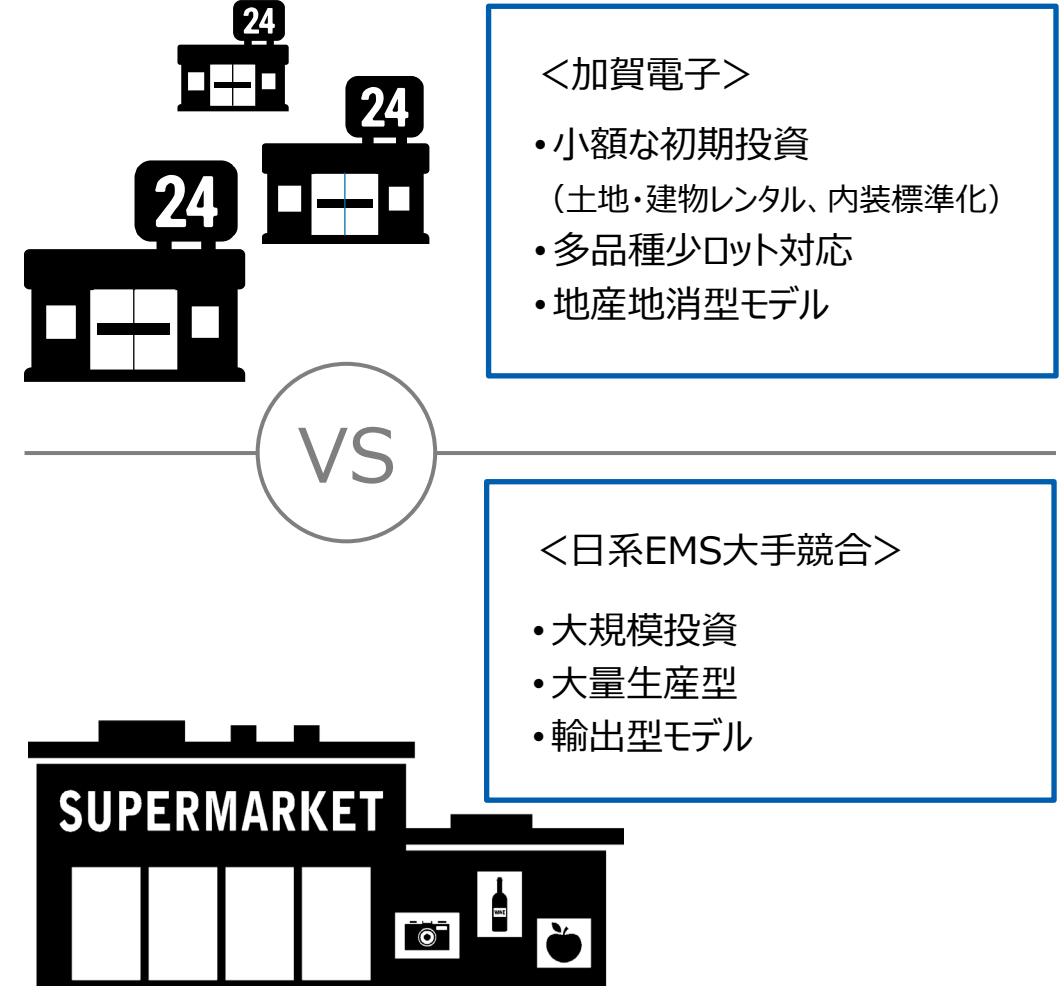 24
24
24
＜加賀電子＞
•小額な初期投資
（土地・建物レンタル、内装標準化）
•多品種少ロット対応
•地産地消型モデル
VS
＜日系EMS大手競合＞
•大規模投資
•大量生産型
•輸出型モデル
SUPERMARKET
WINE